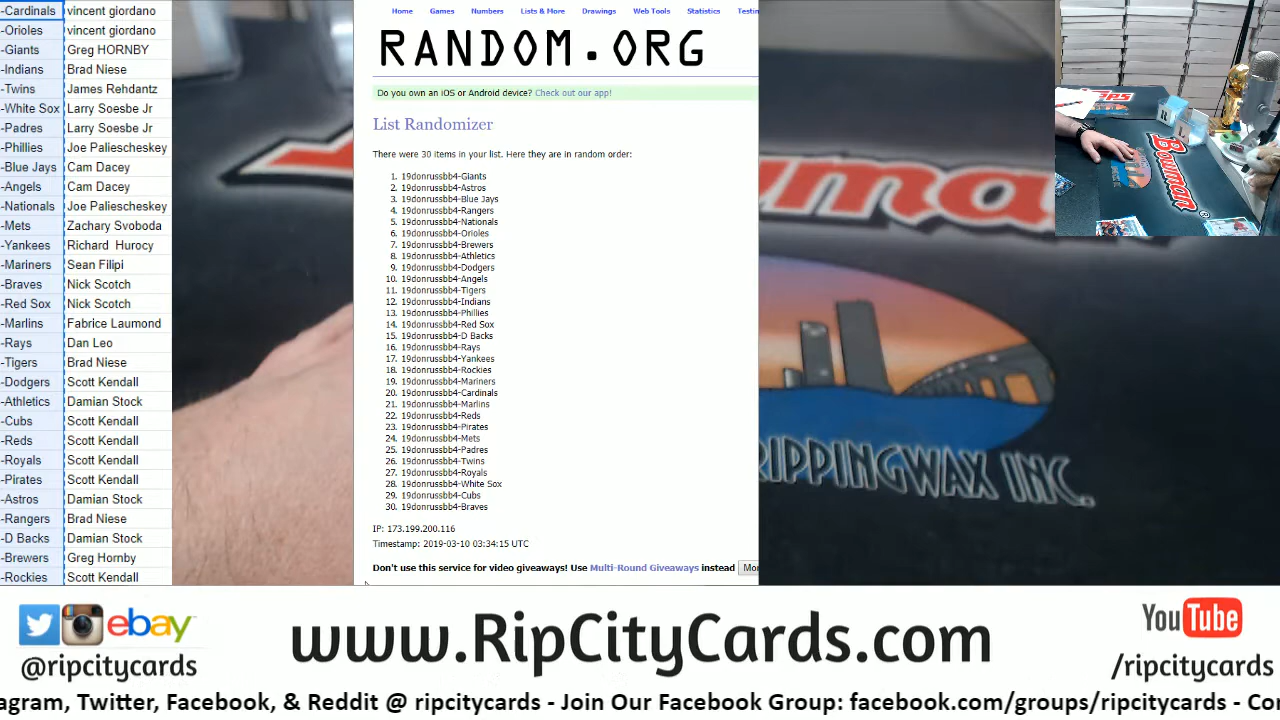 -Cardinals vincent giordano
-Orioles vincent giordano
-Giants Greg HORNBY
-Indians Brad Niese
-Twins James Rehdantz
-White Sox Larry Soesbe Jr
-Padres Larry Soesbe Jr
-Phillies Joe Paliescheskey
-Blue Jays Cam Dacey
-Angels Cam Dacey
-Nationals Joe Paliescheskey
-Mets Zachary Svoboda
-Yankees Richard Hurocy
-Mariners Sean Filipi
-Braves Nick Scotch
-Red Sox Nick Scotch
-Marlins Fabrice Laumond
-Rays Dan Leo
-Tigers Brad Niese
-Dodgers Scott Kendall
-Athletics Damian Stock
-Cubs Scott Kendall
-Reds Scott Kendall
-Royals Scott Kendall
-Pirates Scott Kendall
-Astros Damian Stock
-Rangers Brad Niese
-D Backs Damian Stock
-Brewers Greg Hornby
-Rockies Scott Kendall
Home Games Numbers Lists & More Drawings Web Tools Statistics Testin
RANDOM.ORG
Do you own an iOS or Android device? Check out our app!
List Randomizer
There were 30 items in your list. Here they are in random order:
1. 19donrussbb4-Giants
2. 19donrussbb4-Astros
3. 19donrussbb4-Blue Jays
4. 19donrussbb4-Rangers
5. 19donrussbb4-Nationals
6. 19donrussbb4-Orioles
7. 19donrussbb4-Brewers
8. 19donrussbb4-Athletics
9. 19donrussbb4-Dodgers
10. 19donrussbb4-Angels
11. 19donrussbb4-Tigers
12. 19donrussbb4-Indians
13. 19donrussbb4-Phillies
14. 19donrussbb4-Red Sox
15. 19donrussbb4-D Backs
16. 19donrussbb4-Rays
17. 19donrussbb4-Yankees
18. 19donrussbb4-Rockies
19. 19donrussbb4-Mariners
20. 19donrussbb4-Cardinals
21. 19donrussbb4-Marlins
22. 19donrussbb4-Reds
23. 19donrussbb4-Pirates
24. 19donrussbb4-Mets
25. 19donrussbb4-Padres
26. 19donrussbb4-Twins
27. 19donrussbb4-Royals
28. 19donrussbb4-White Sox
29. 19donrussbb4-Cubs
30. 19donrussbb4-Braves
IP: 173.199.200.116
Timestamp: 2019-03-10 03:34:15 UTC
Don't use this service for video giveaways! Use Multi-Round Giveaways instead Mo
Bowman
®
RIPPINGWAX INC.
ebay
@ripcitycards
www.RipCityCards.com
YouTube
/ripcitycards
agram, Twitter, Facebook, & Reddit @ ripcitycards - Join Our Facebook Group: facebook.com/groups/ripcitycards - Co